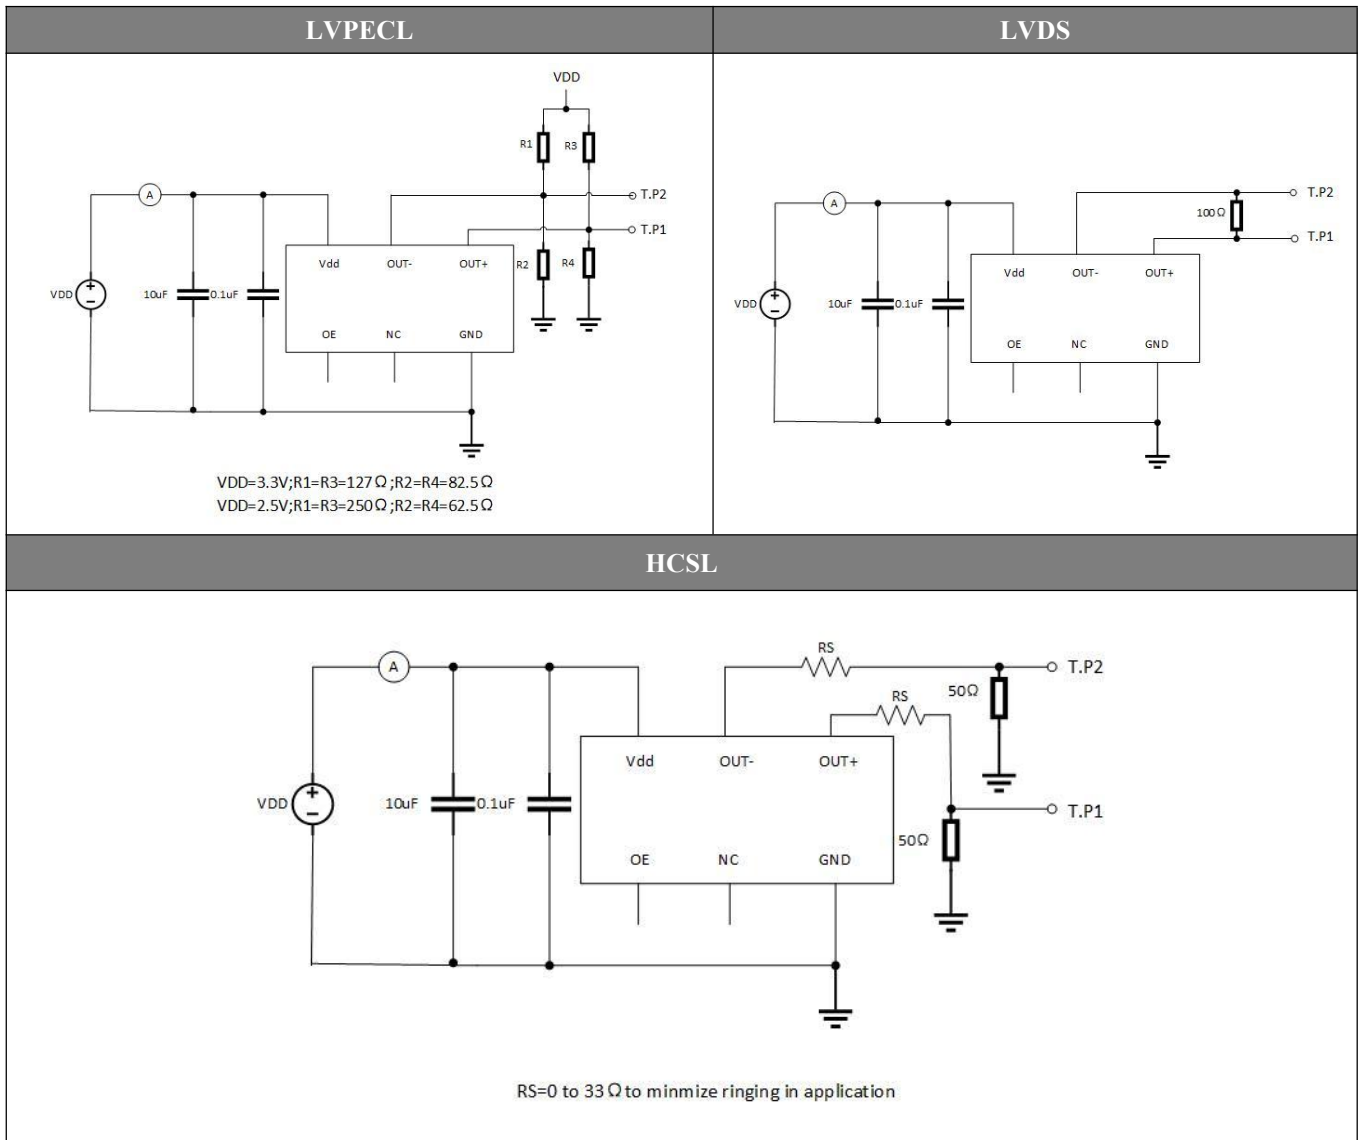 LVPECL
VDD
R1
R3
A
T.P2
T.P1
Vdd
OUT-
OUT+
R2
R4
VDD
10uF
0.1uF
OE
NC
GND
VDD=3.3V;R1=R3=127Ω;R2=R4=82.5Ω
VDD=2.5V;R1=R3=250Ω;R2=R4=62.5Ω
LVDS
A
T.P2
100Ω
T.P1
Vdd
OUT-
OUT+
VDD
10uF
0.1uF
OE
NC
GND
HCSL
RS
A
T.P2
50Ω
RS
Vdd
OUT-
OUT+
VDD
10uF
0.1uF
T.P1
50Ω
OE
NC
GND
RS=0 to 33Ω to minmize ringing in application